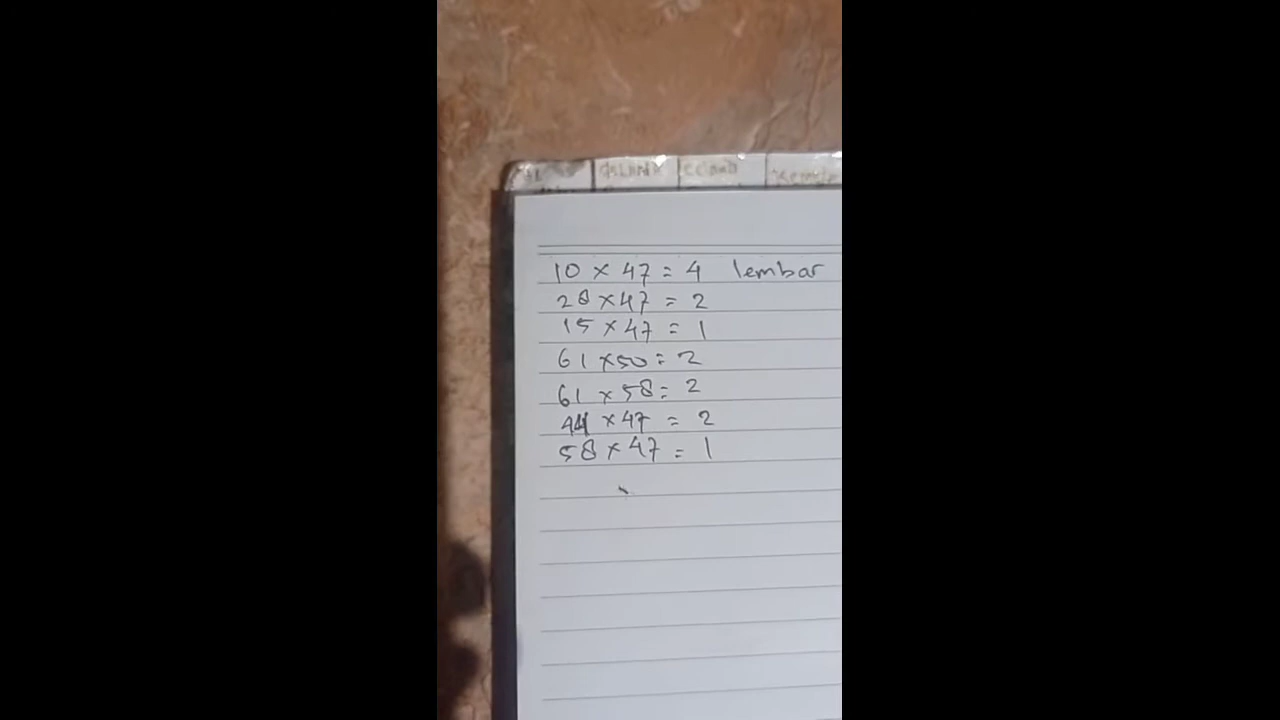 10 x 47 = 4 lembar
28 x 47 = 2
15 x 47 = 1
61 x 50 = 2
61 x 58 = 2
44 x 47 = 2
58 x 47 = 1